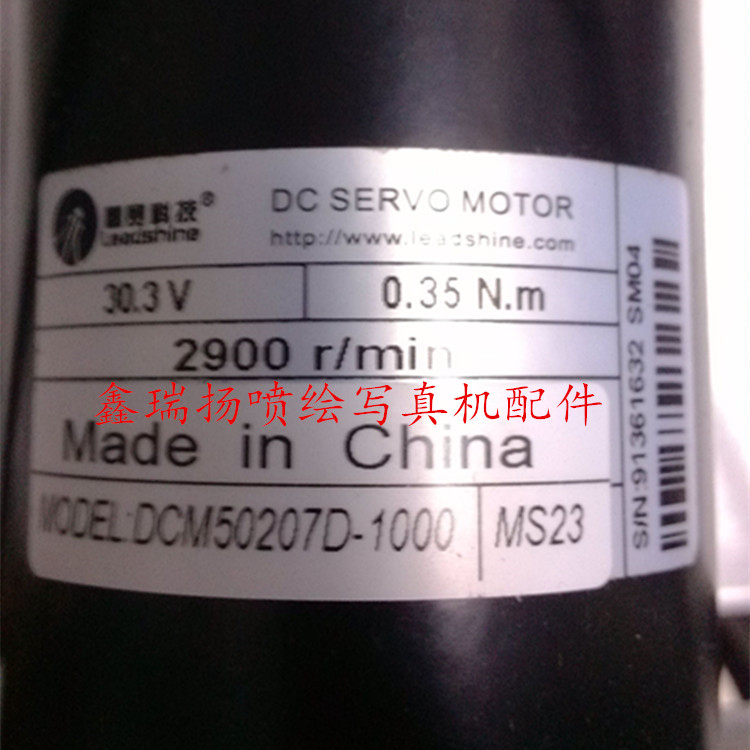 雷赛科技®
Leadshine
DC SERVO MOTOR
http://www.leadshine.com
30.3 V
0.35 N.m
2900 r/min
鑫瑞扬喷绘写真机配件
Made in China
MODEL:DCM50207D-1000
MS23
S/N:91361632 SM04